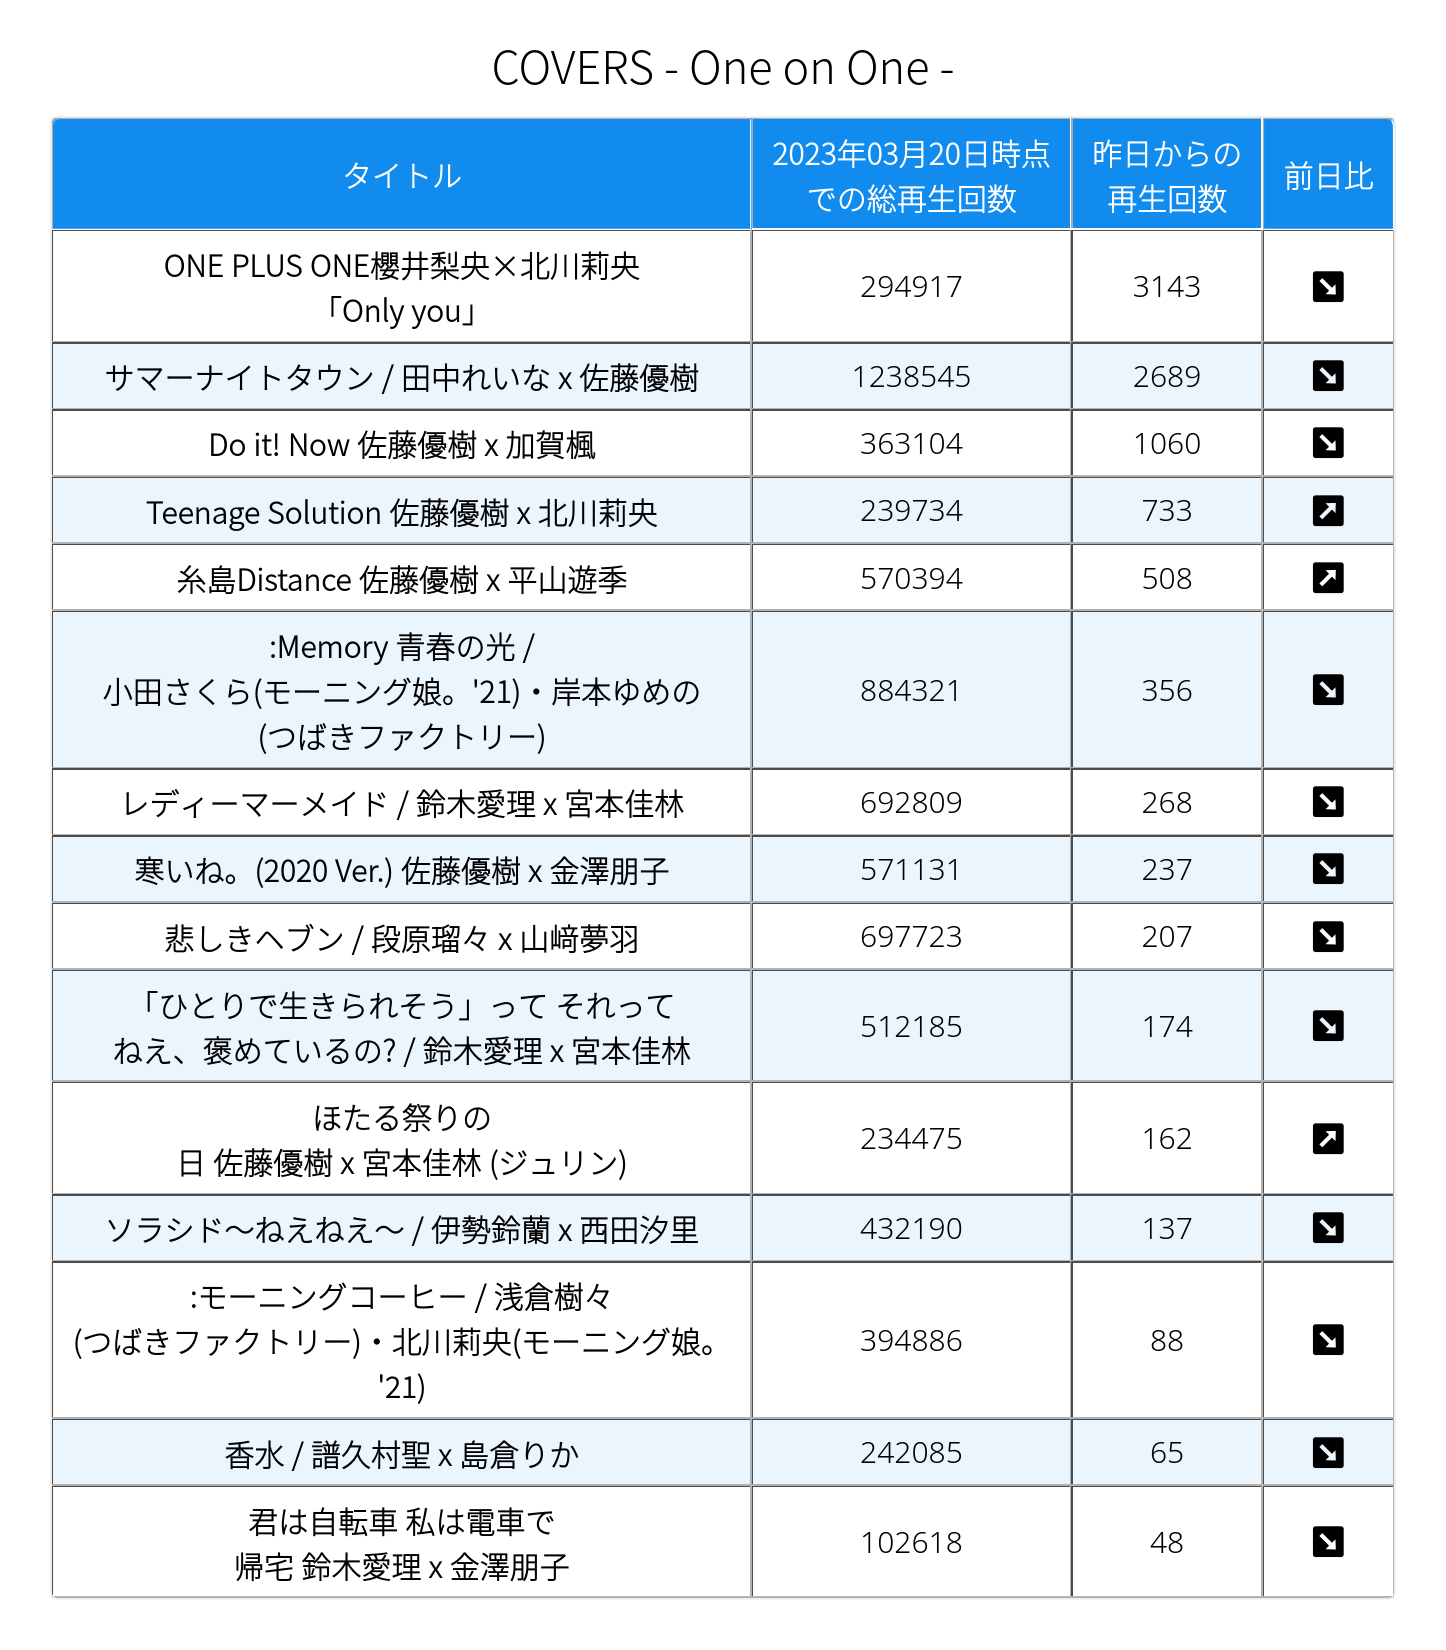 COVERS - One on One -
タイトル
2023年03月20日時点
での総再生回数
昨日からの
再生回数
前日比
ONE PLUS ONE櫻井梨央×北川莉央
「Only you」
294917
3143
サマーナイトタウン / 田中れいな x 佐藤優樹
1238545
2689
Do it! Now 佐藤優樹 x 加賀楓
363104
1060
Teenage Solution 佐藤優樹 x 北川莉央
239734
733
糸島Distance 佐藤優樹 x 平山遊季
570394
508
:Memory 青春の光 /
小田さくら(モーニング娘。'21)・岸本ゆめの
(つばきファクトリー)
884321
356
レディーマーメイド / 鈴木愛理 x 宮本佳林
692809
268
寒いね。(2020 Ver.) 佐藤優樹 x 金澤朋子
571131
237
悲しきヘブン / 段原瑠々 x 山﨑夢羽
697723
207
「ひとりで生きられそう」って それって
ねえ、褒めているの? / 鈴木愛理 x 宮本佳林
512185
174
ほたる祭りの
日 佐藤優樹 x 宮本佳林 (ジュリン)
234475
162
ソラシド～ねえねえ～ / 伊勢鈴蘭 x 西田汐里
432190
137
:モーニングコーヒー / 浅倉樹々
(つばきファクトリー)・北川莉央(モーニング娘。
'21)
394886
88
香水 / 譜久村聖 x 島倉りか
242085
65
君は自転車 私は電車で
帰宅 鈴木愛理 x 金澤朋子
102618
48